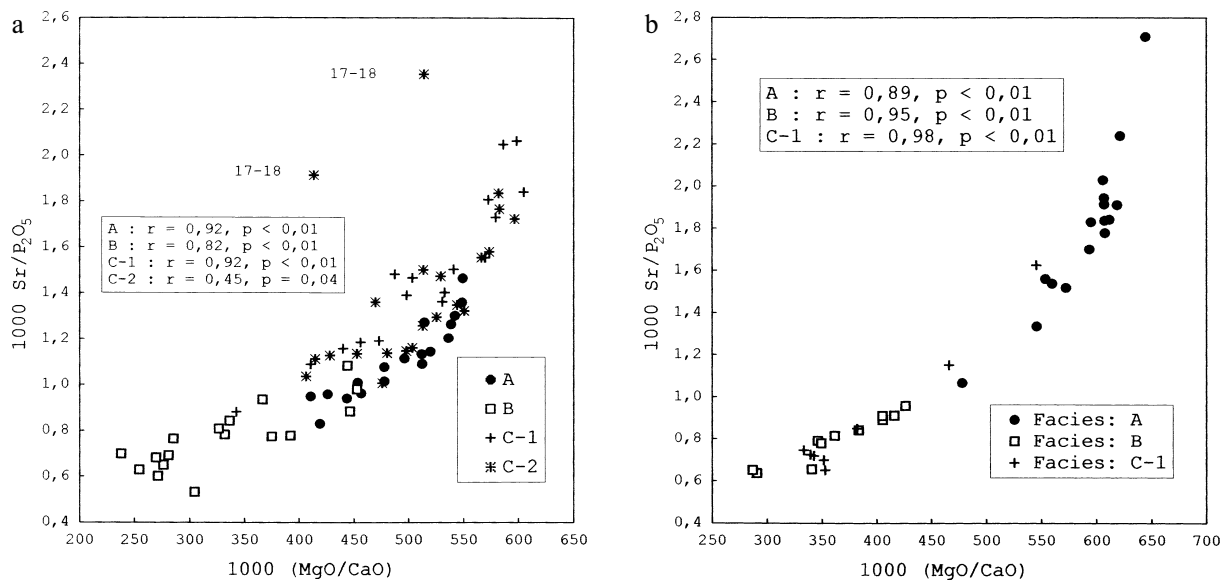 a
2,6
2,4
2,2
2,0
1,8
1,6
1,4
1,2
1,0
0,8
0,6
0,4
1000 Sr/P₂O₅
17-18
17-18
A : r = 0,92, p < 0,01
B : r = 0,82, p < 0,01
C-1 : r = 0,92, p < 0,01
C-2 : r = 0,45, p = 0,04
A
B
C-1
C-2
200 250 300 350 400 450 500 550 600 650
1000 (MgO/CaO)
b
2,8
2,6
2,4
2,2
2,0
1,8
1,6
1,4
1,2
1,0
0,8
0,6
0,4
1000 Sr/P₂O₅
A : r = 0,89, p < 0,01
B : r = 0,95, p < 0,01
C-1 : r = 0,98, p < 0,01
Facies: A
Facies: B
Facies: C-1
250 300 350 400 450 500 550 600 650 700
1000 (MgO/CaO)